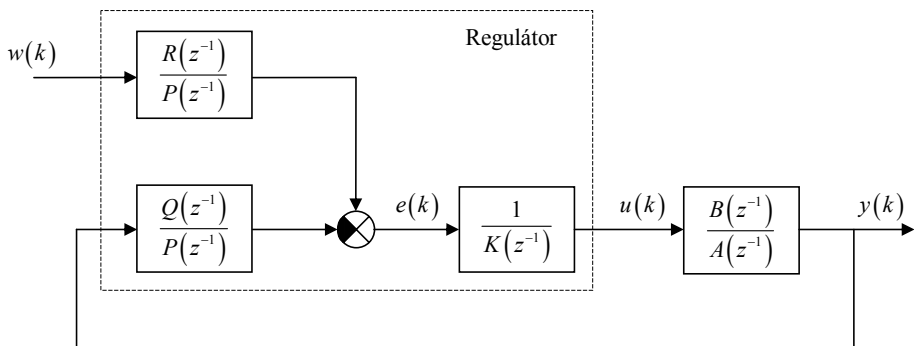 Regulátor
w(k)
R(z⁻¹)
P(z⁻¹)
Q(z⁻¹)
P(z⁻¹)
e(k)
1
K(z⁻¹)
u(k)
B(z⁻¹)
A(z⁻¹)
y(k)